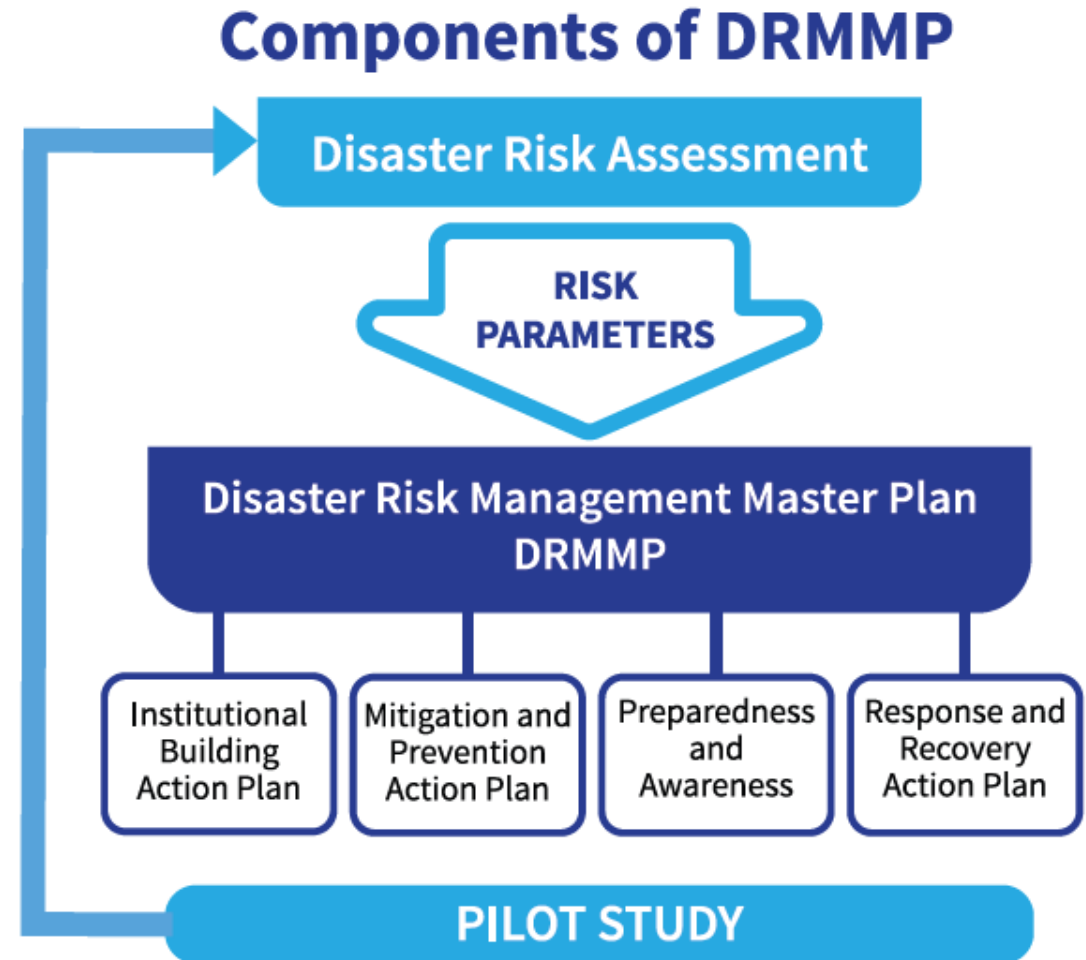 Components of DRMMP
Disaster Risk Assessment
RISK
PARAMETERS
Disaster Risk Management Master Plan
DRMMP
Institutional
Building
Action Plan
Mitigation and
Prevention
Action Plan
Preparedness
and
Awareness
Response and
Recovery
Action Plan
PILOT STUDY